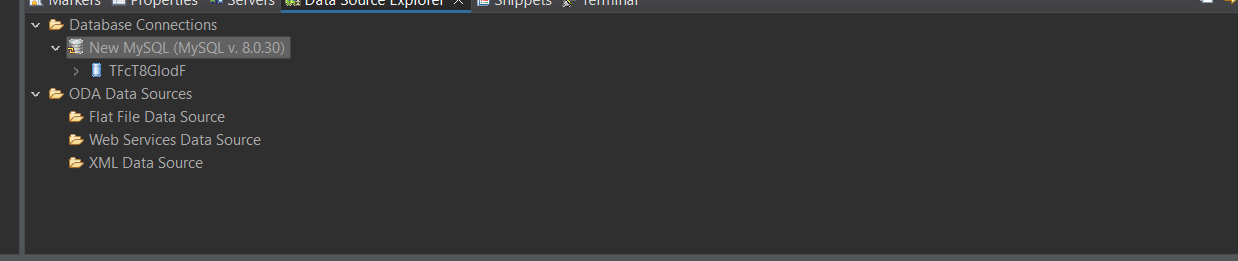 Markers Properties Servers Data Source Explorer Snippets Terminal
Database Connections
New MySQL (MySQL v. 8.0.30)
ODA Data Sources
Flat File Data Source
Web Services Data Source
XML Data Source